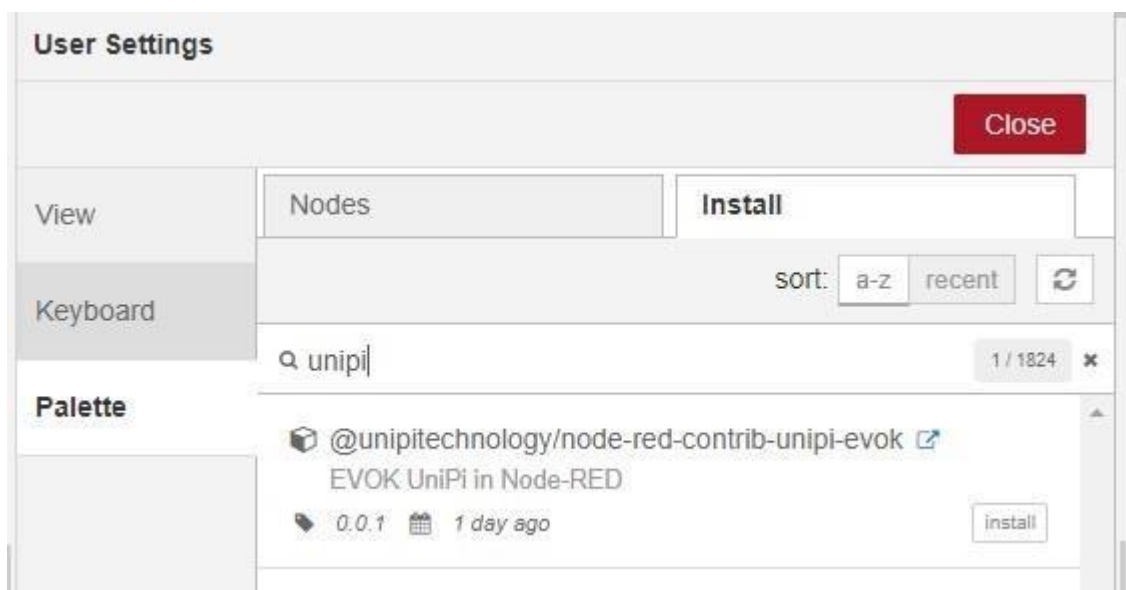 User Settings
Close
View
Keyboard
Palette
Nodes
Install
sort: a-z recent
unipi
1 / 1824
@unipitechnology/node-red-contrib-unipi-evok
EVOK UniPi in Node-RED
0.0.1 1 day ago
install